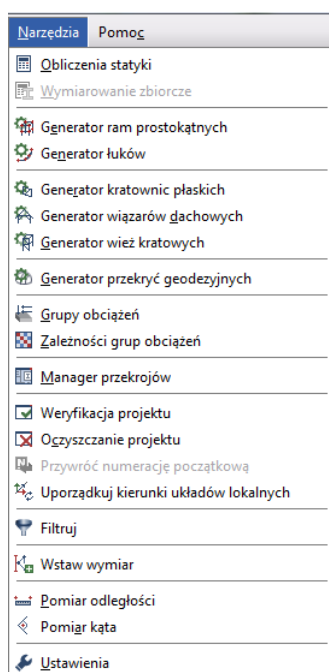 Narzędzia Pomoc
Obliczenia statyki
Wymiarowanie zbiorcze
Generator ram prostokątnych
Generator łuków
Generator kratownic płaskich
Generator wiązarów dachowych
Generator wież kratowych
Generator przekryć geodezyjnych
Grupy obciążeń
Zależności grup obciążeń
Manager przekrojów
Weryfikacja projektu
Oczyszczanie projektu
Przywróć numerację początkową
Uporządkuj kierunki układów lokalnych
Filtruj
Wstaw wymiar
Pomiar odległości
Pomiar kąta
Ustawienia